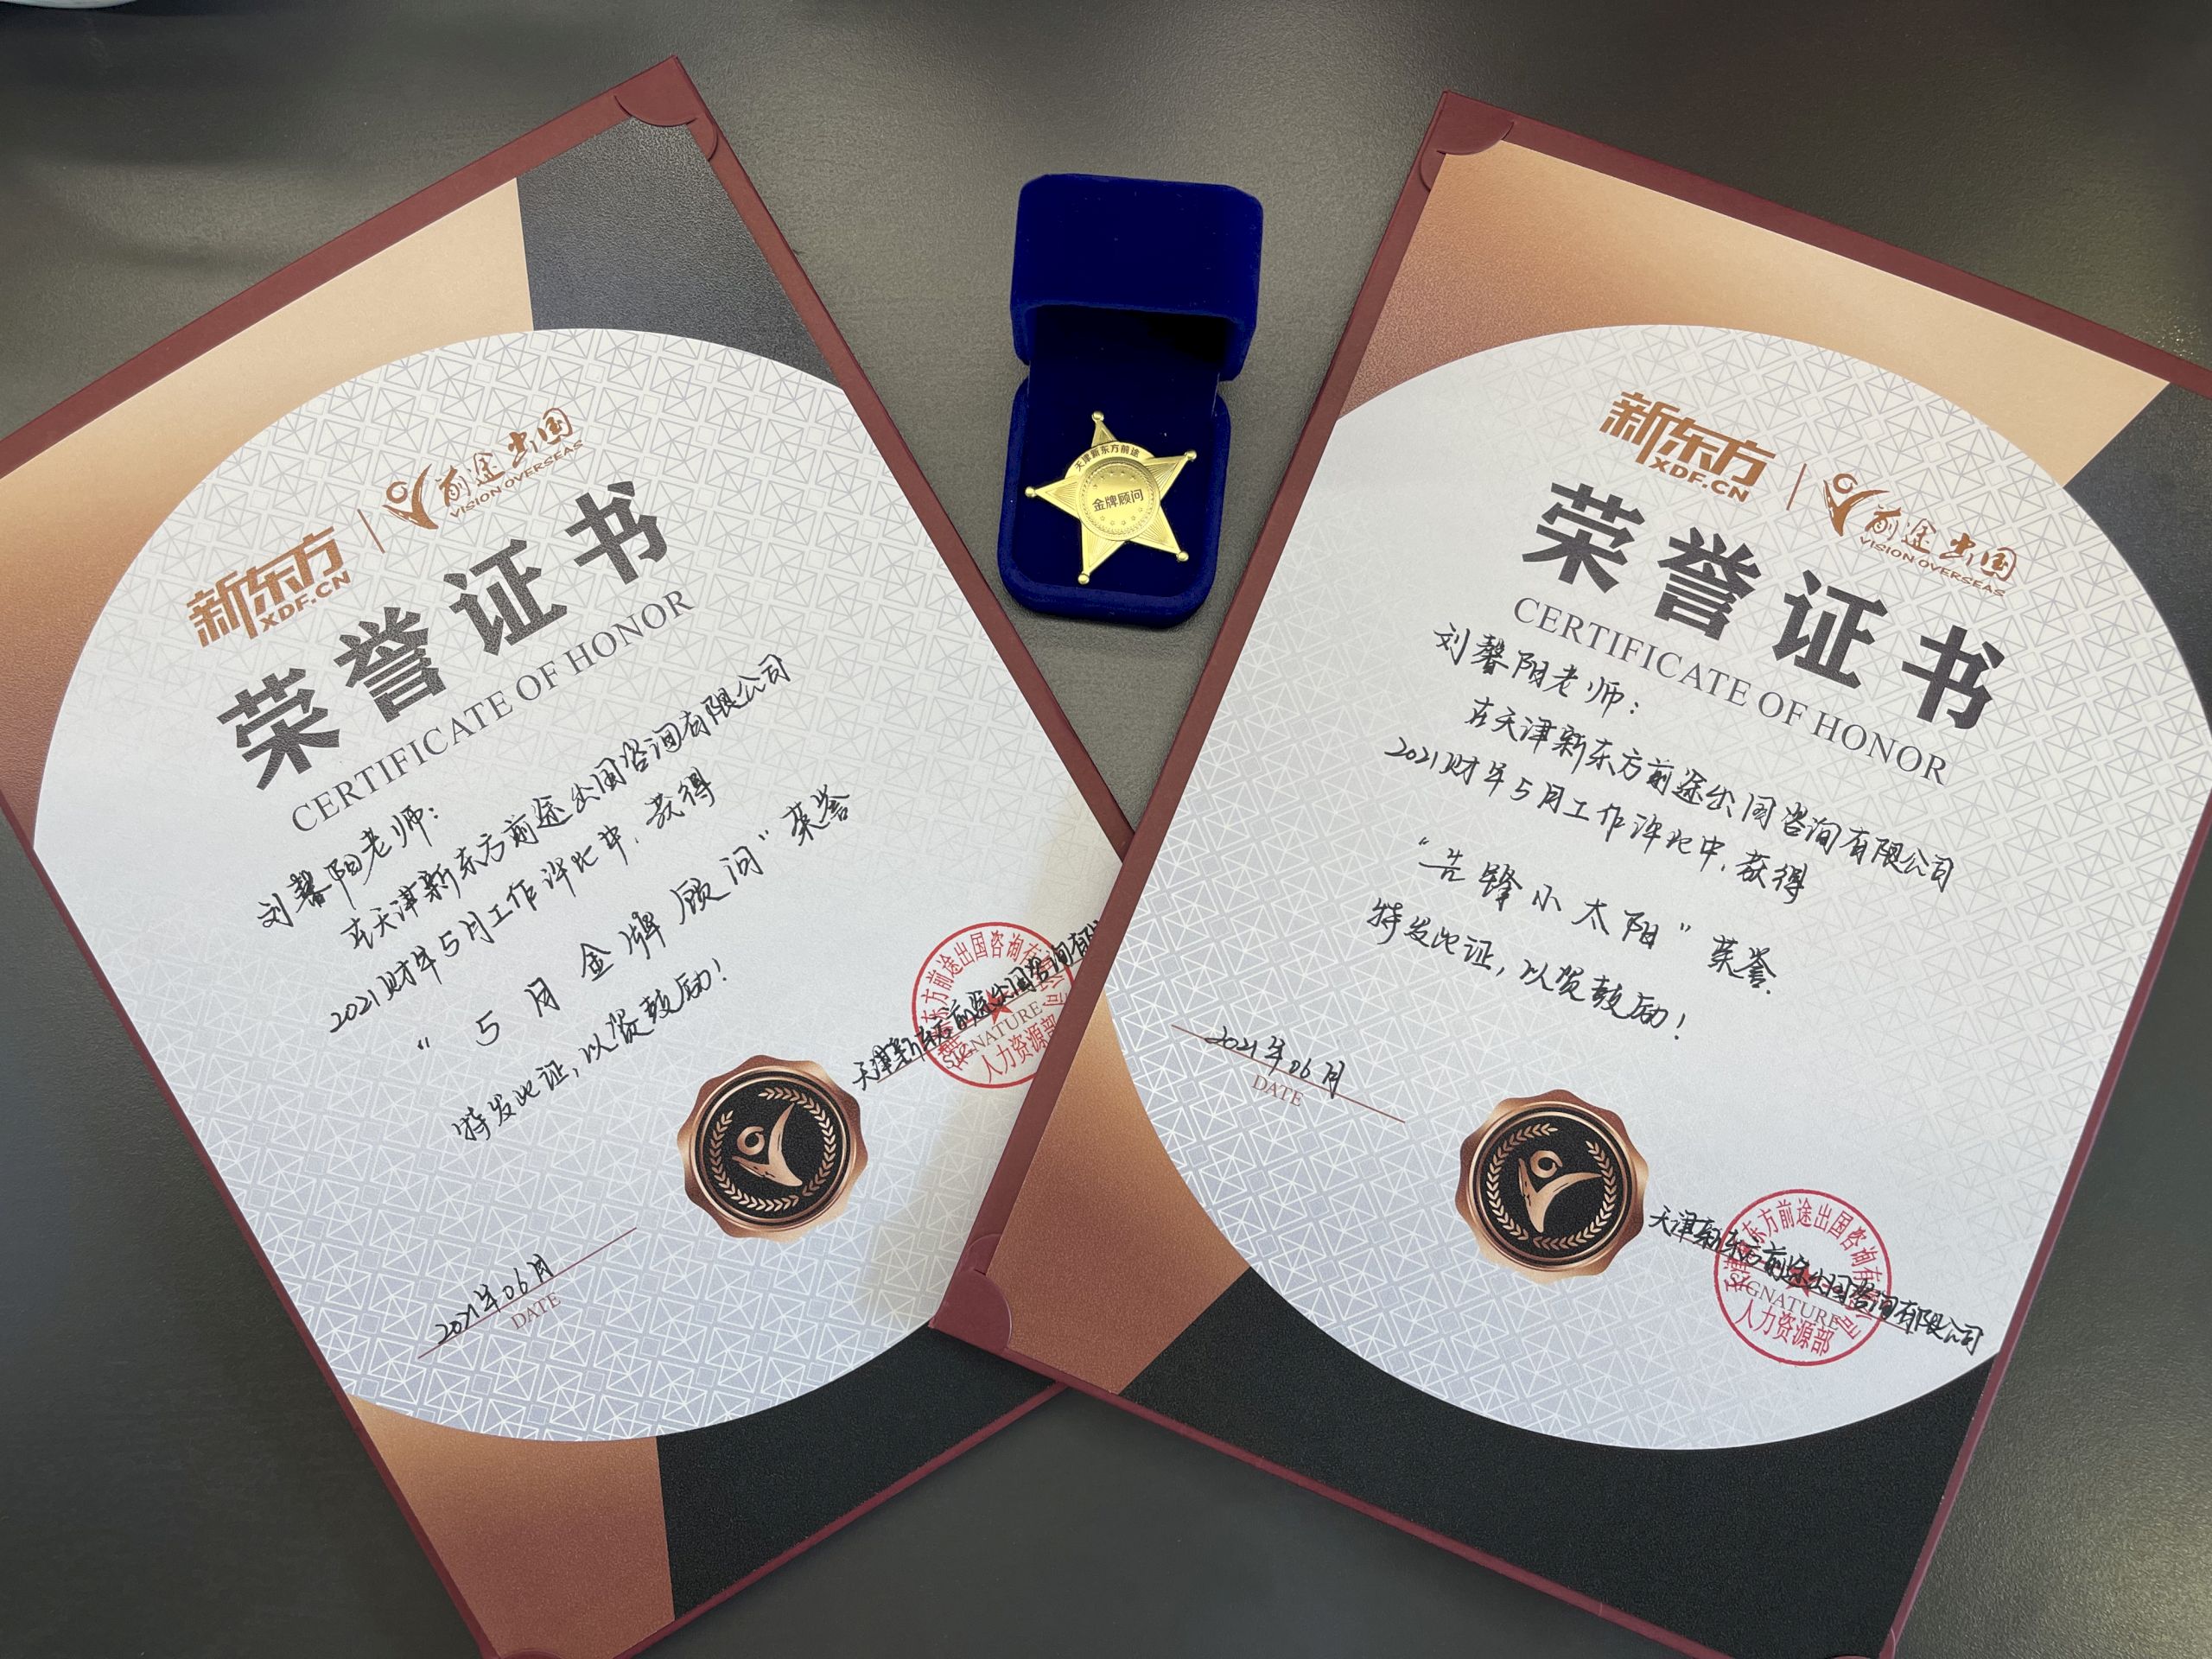 新东方
XDF.CN
前途出国
VISION OVERSEAS
荣誉证书
CERTIFICATE OF HONOR
刘馨阳老师：
在天津新东方前途出国咨询有限公司
2021财年5月工作评比中，获得
“5月金牌顾问”荣誉
特发此证，以资鼓励！
天津新东方前途出国咨询有限
SIGNATURE
人力资源部
2021年06月
DATE
天津新东方前途
金牌顾问
新东方
XDF.CN
前途出国
VISION OVERSEAS
荣誉证书
CERTIFICATE OF HONOR
刘馨阳老师：
在天津新东方前途出国咨询有限公司
2021财年5月工作评比中，获得
“先锋小太阳”荣誉．
特发此证，以资鼓励！
2021年06月
DATE
天津新东方前途出国咨询有限公司
SIGNATURE
人力资源部